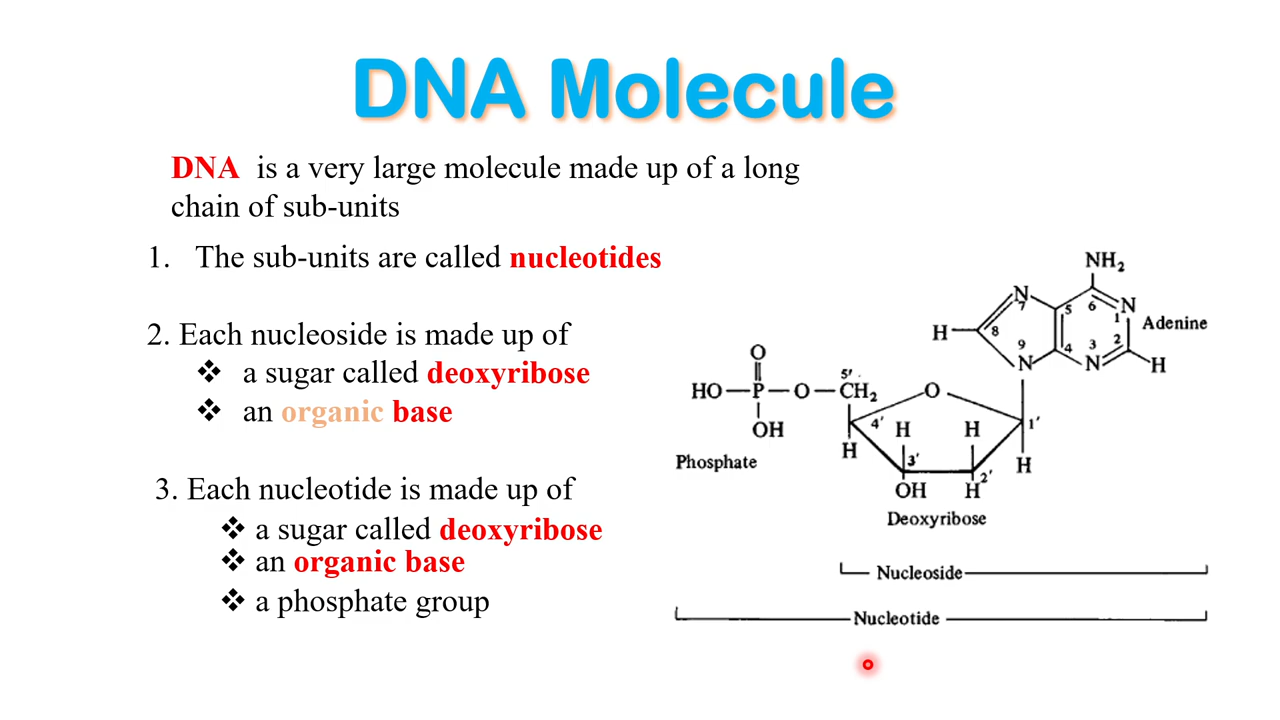 DNA Molecule
DNA is a very large molecule made up of a long
chain of sub-units
1. The sub-units are called nucleotides
2. Each nucleoside is made up of
❖ a sugar called deoxyribose
❖ an organic base
3. Each nucleotide is made up of
❖ a sugar called deoxyribose
❖ an organic base
❖ a phosphate group
NH₂
N
7
5
6
N
1
Adenine
H
8
9
4
3
2
N
N
H
O
HO—P—O—CH₂
5'
O
OH
4'
H
H
1'
H
3'
2'
H
Phosphate
OH
H
Deoxyribose
Nucleoside
Nucleotide